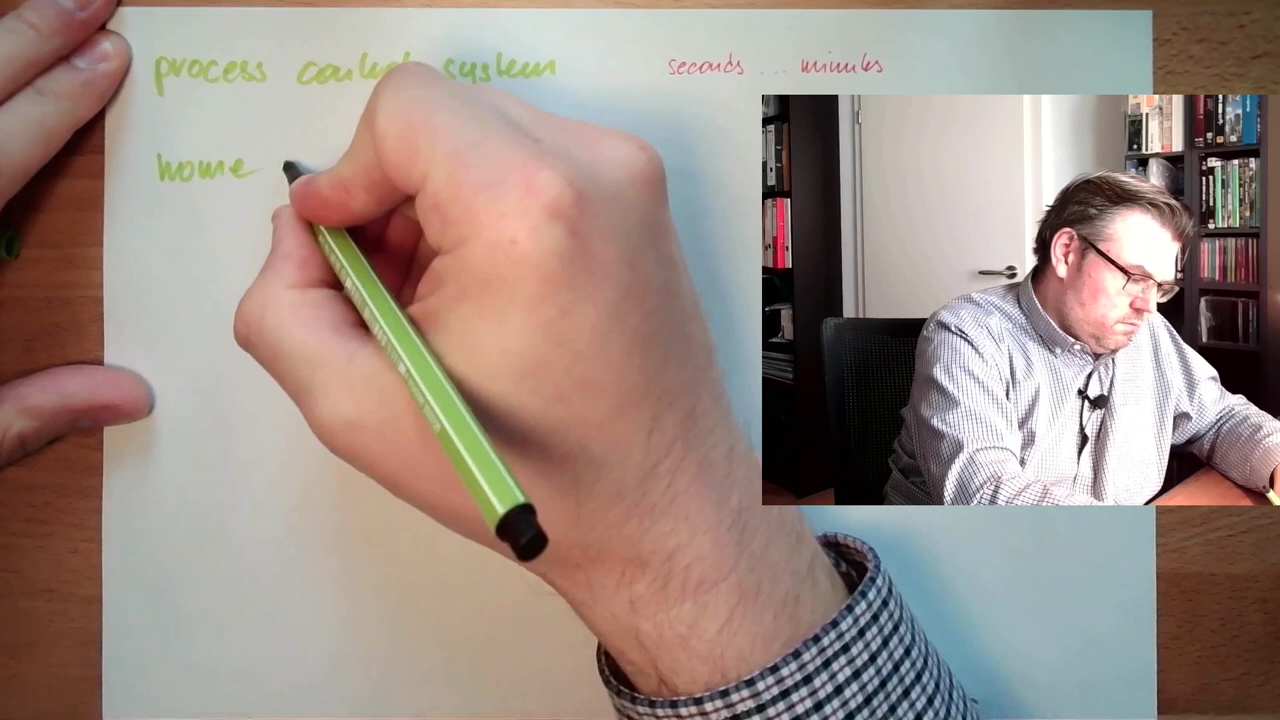 process control system
seconds ... minutes
home